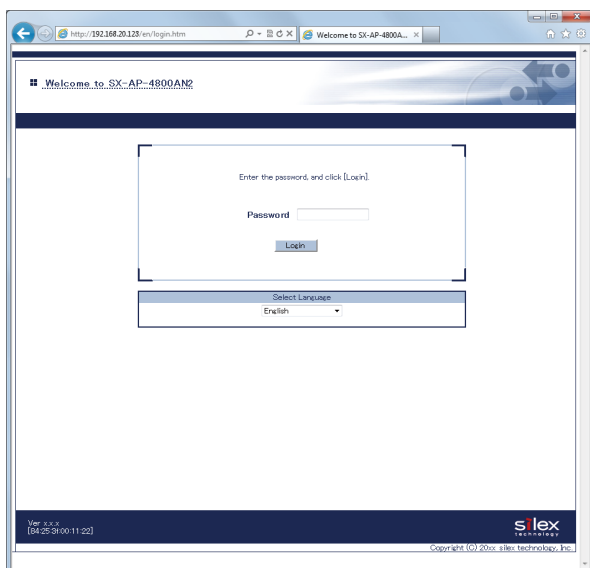 http://192.168.20.123/en/login.htm
Welcome to SX-AP-4800A...
Welcome to SX-AP-4800AN2
Enter the password, and click [Login].
Password
Login
Select Language
English
Ver x.x.x
[84:25:3f:00:11:22]
silex
technology
Copyright (C) 20xx silex technology, Inc.